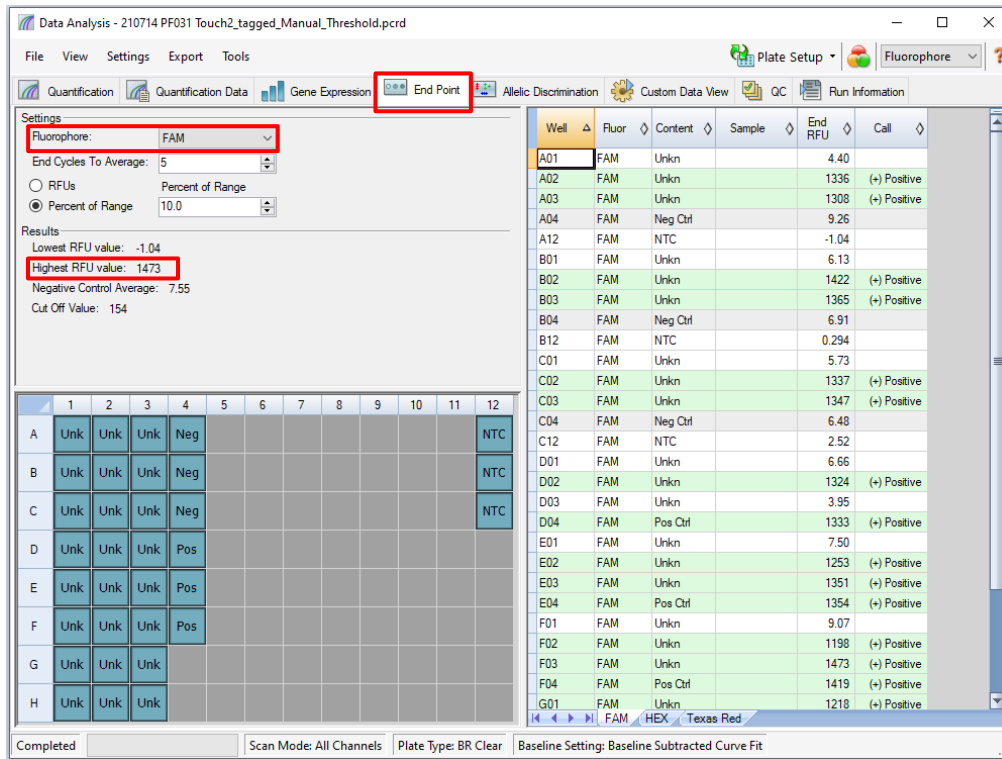 Data Analysis - 210714 PF031 Touch2_tagged_Manual_Threshold.pcrd
File View Settings Export Tools Plate Setup Fluorophore ?
Quantification Quantification Data Gene Expression End Point Allelic Discrimination Custom Data View QC Run Information
Settings
Fluorophore: FAM
End Cycles To Average: 5
RFUs Percent of Range
Percent of Range 10.0
Results
Lowest RFU value: -1.04
Highest RFU value: 1473
Negative Control Average: 7.55
Cut Off Value: 154
1 2 3 4 5 6 7 8 9 10 11 12
A Unk Unk Unk Neg NTC
B Unk Unk Unk Neg NTC
C Unk Unk Unk Neg NTC
D Unk Unk Unk Pos
E Unk Unk Unk Pos
F Unk Unk Unk Pos
G Unk Unk Unk
H Unk Unk Unk
Well Fluor Content Sample End RFU Call
A01 FAM Unkn 4.40
A02 FAM Unkn 1336 (+) Positive
A03 FAM Unkn 1308 (+) Positive
A04 FAM Neg Ctrl 9.26
A12 FAM NTC -1.04
B01 FAM Unkn 6.13
B02 FAM Unkn 1422 (+) Positive
B03 FAM Unkn 1365 (+) Positive
B04 FAM Neg Ctrl 6.91
B12 FAM NTC 0.294
C01 FAM Unkn 5.73
C02 FAM Unkn 1337 (+) Positive
C03 FAM Unkn 1347 (+) Positive
C04 FAM Neg Ctrl 6.48
C12 FAM NTC 2.52
D01 FAM Unkn 6.66
D02 FAM Unkn 1324 (+) Positive
D03 FAM Unkn 3.95
D04 FAM Pos Ctrl 1333 (+) Positive
E01 FAM Unkn 7.50
E02 FAM Unkn 1253 (+) Positive
E03 FAM Unkn 1351 (+) Positive
E04 FAM Pos Ctrl 1354 (+) Positive
F01 FAM Unkn 9.07
F02 FAM Unkn 1198 (+) Positive
F03 FAM Unkn 1473 (+) Positive
F04 FAM Pos Ctrl 1419 (+) Positive
G01 FAM Unkn 1218 (+) Positive
FAM HEX Texas Red
Completed Scan Mode: All Channels Plate Type: BR Clear Baseline Setting: Baseline Subtracted Curve Fit